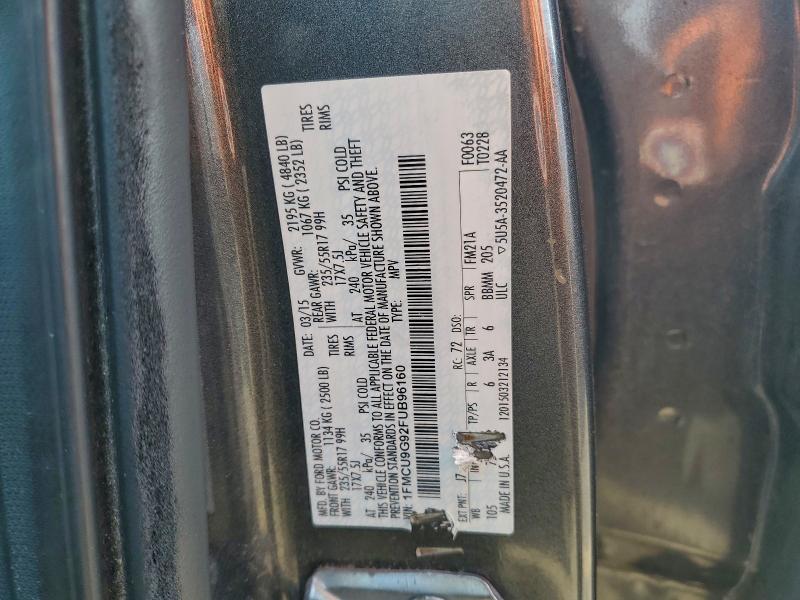 MFD. BY FORD MOTOR CO.
DATE: 03/15 GVWR: 2195 KG ( 4840 LB)
FRONT GAWR: 1134 KG ( 2500 LB) REAR GAWR: 1067 KG ( 2352 LB)
WITH 235/55R17 99H TIRES WITH 235/55R17 99H TIRES
17X7.5J RIMS 17X7.5J RIMS
AT 240 kPa/ 35 PSI COLD AT 240 kPa/ 35 PSI COLD
THIS VEHICLE CONFORMS TO ALL APPLICABLE FEDERAL MOTOR VEHICLE SAFETY AND THEFT
PREVENTION STANDARDS IN EFFECT ON THE DATE OF MANUFACTURE SHOWN ABOVE.
VIN: 1FMCU9G92FUB96160 TYPE: MPV
F0063
T0228
EXT PNT: J7 RC: 72 DSO:
WB TP/PS R AXLE TR SPR FM21A
105 6 3A 6 BBMM 205
MADE IN U.S.A. 1201503212134 ULC ▽5U5A-3520472-AA